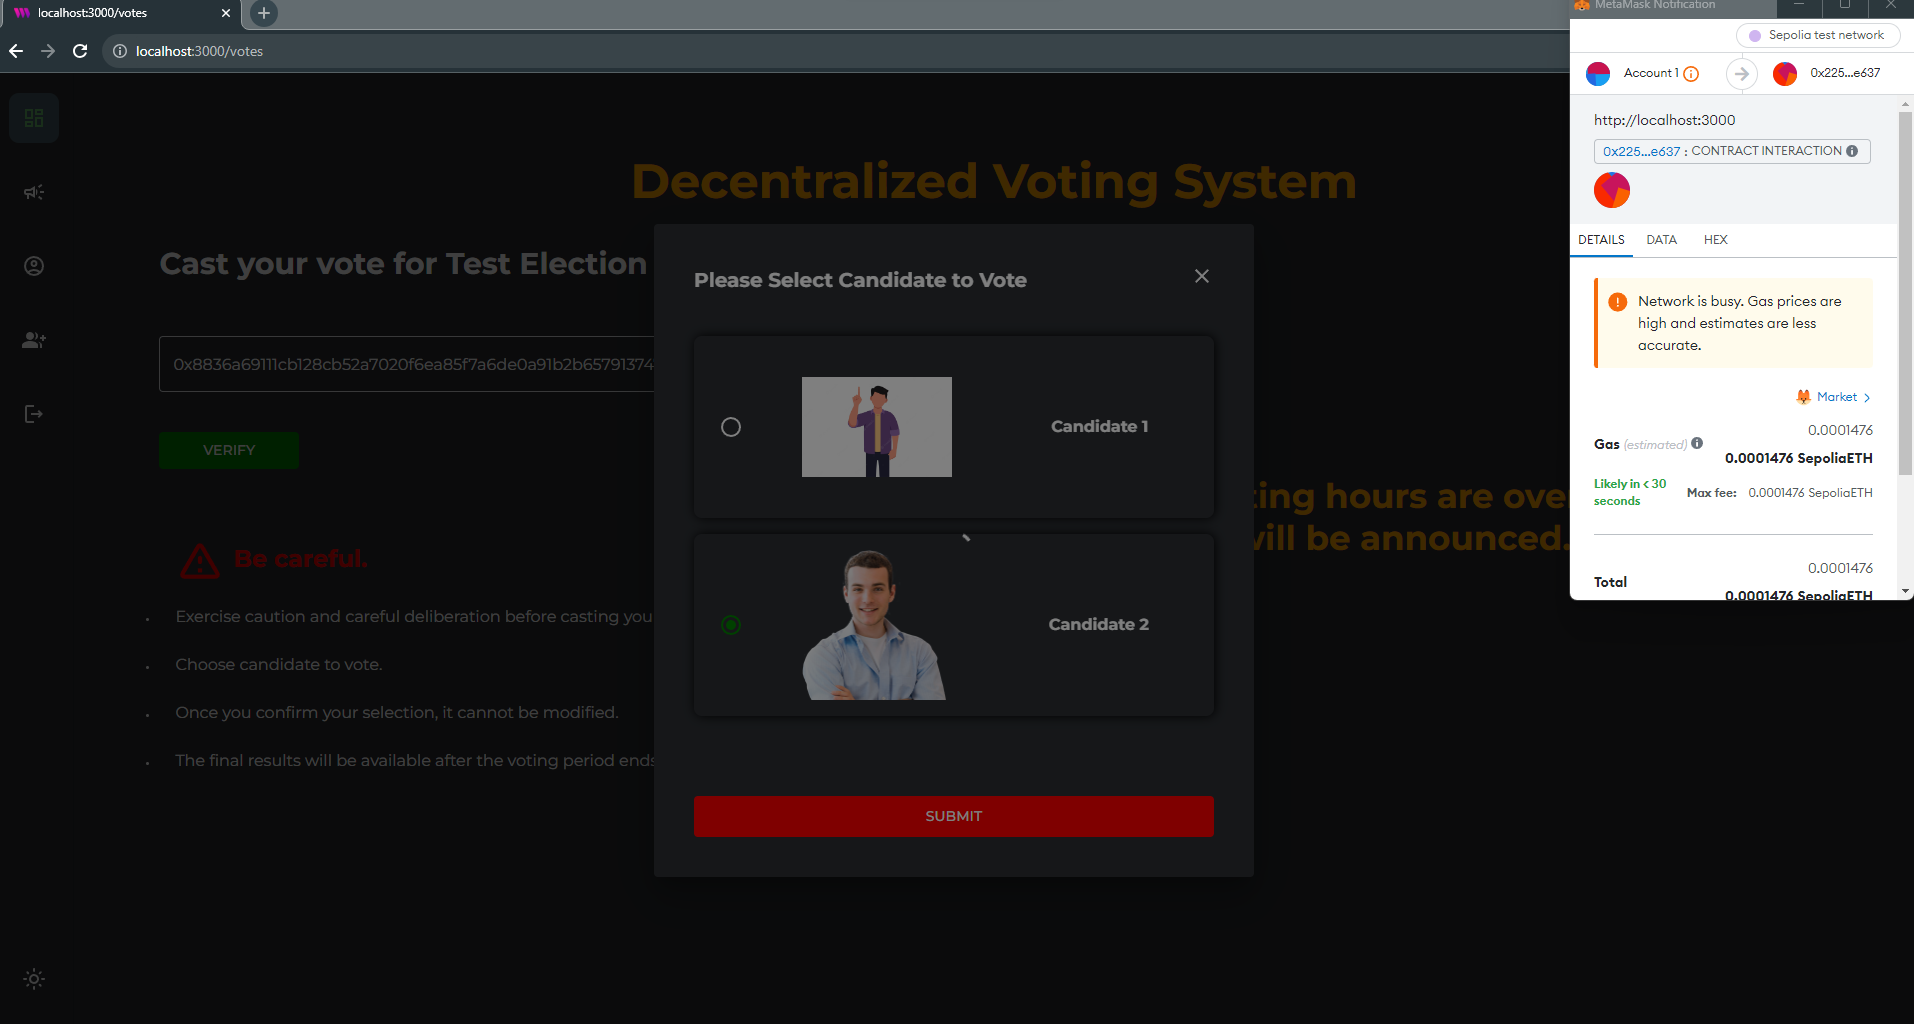 localhost:3000/votes
localhost:3000/votes
Decentralized Voting System
Cast your vote for Test Election
0x8836a69111cb128cb52a7020f6ea85f7a6de0a91b2b65791374
VERIFY
ting hours are over
will be announced.
Be careful.
Exercise caution and careful deliberation before casting you
Choose candidate to vote.
Once you confirm your selection, it cannot be modified.
The final results will be available after the voting period ends
Please Select Candidate to Vote
Candidate 1
Candidate 2
SUBMIT
MetaMask Notification
Sepolia test network
Account 1
0x225...e637
http://localhost:3000
0x225...e637 : CONTRACT INTERACTION
DETAILS DATA HEX
Network is busy. Gas prices are
high and estimates are less
accurate.
Market >
0.0001476
Gas (estimated) 0.0001476 SepoliaETH
Likely in < 30
seconds
Max fee: 0.0001476 SepoliaETH
0.0001476
Total
0.0001476 SepoliaETH